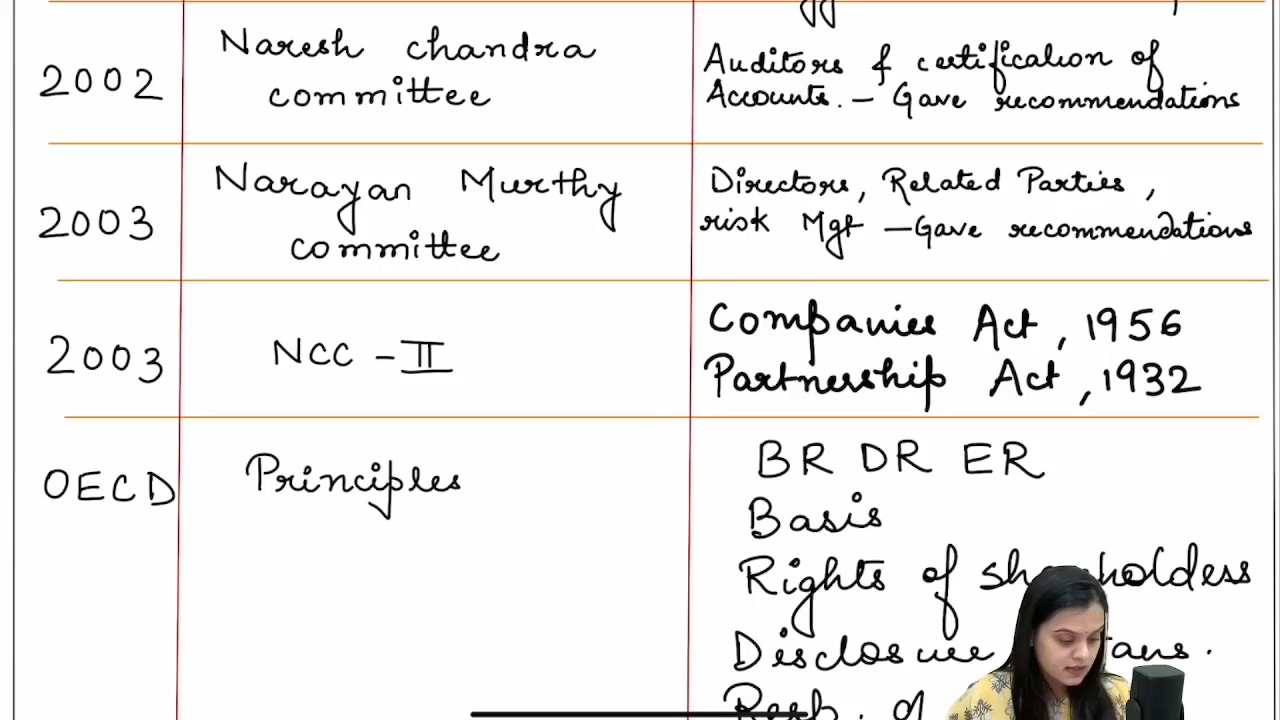 2002
Naresh chandra
committee
Auditors & certification of
Accounts. - Gave recommendations
2003
Narayan Murthy
committee
Directors, Related Parties,
risk Mgt - Gave recommendations
2003
NCC - II
Companies Act, 1956
Partnership Act, 1932
OECD
Principles
BR DR ER
Basis
Rights of shareholders
Disclosure
Resp. of